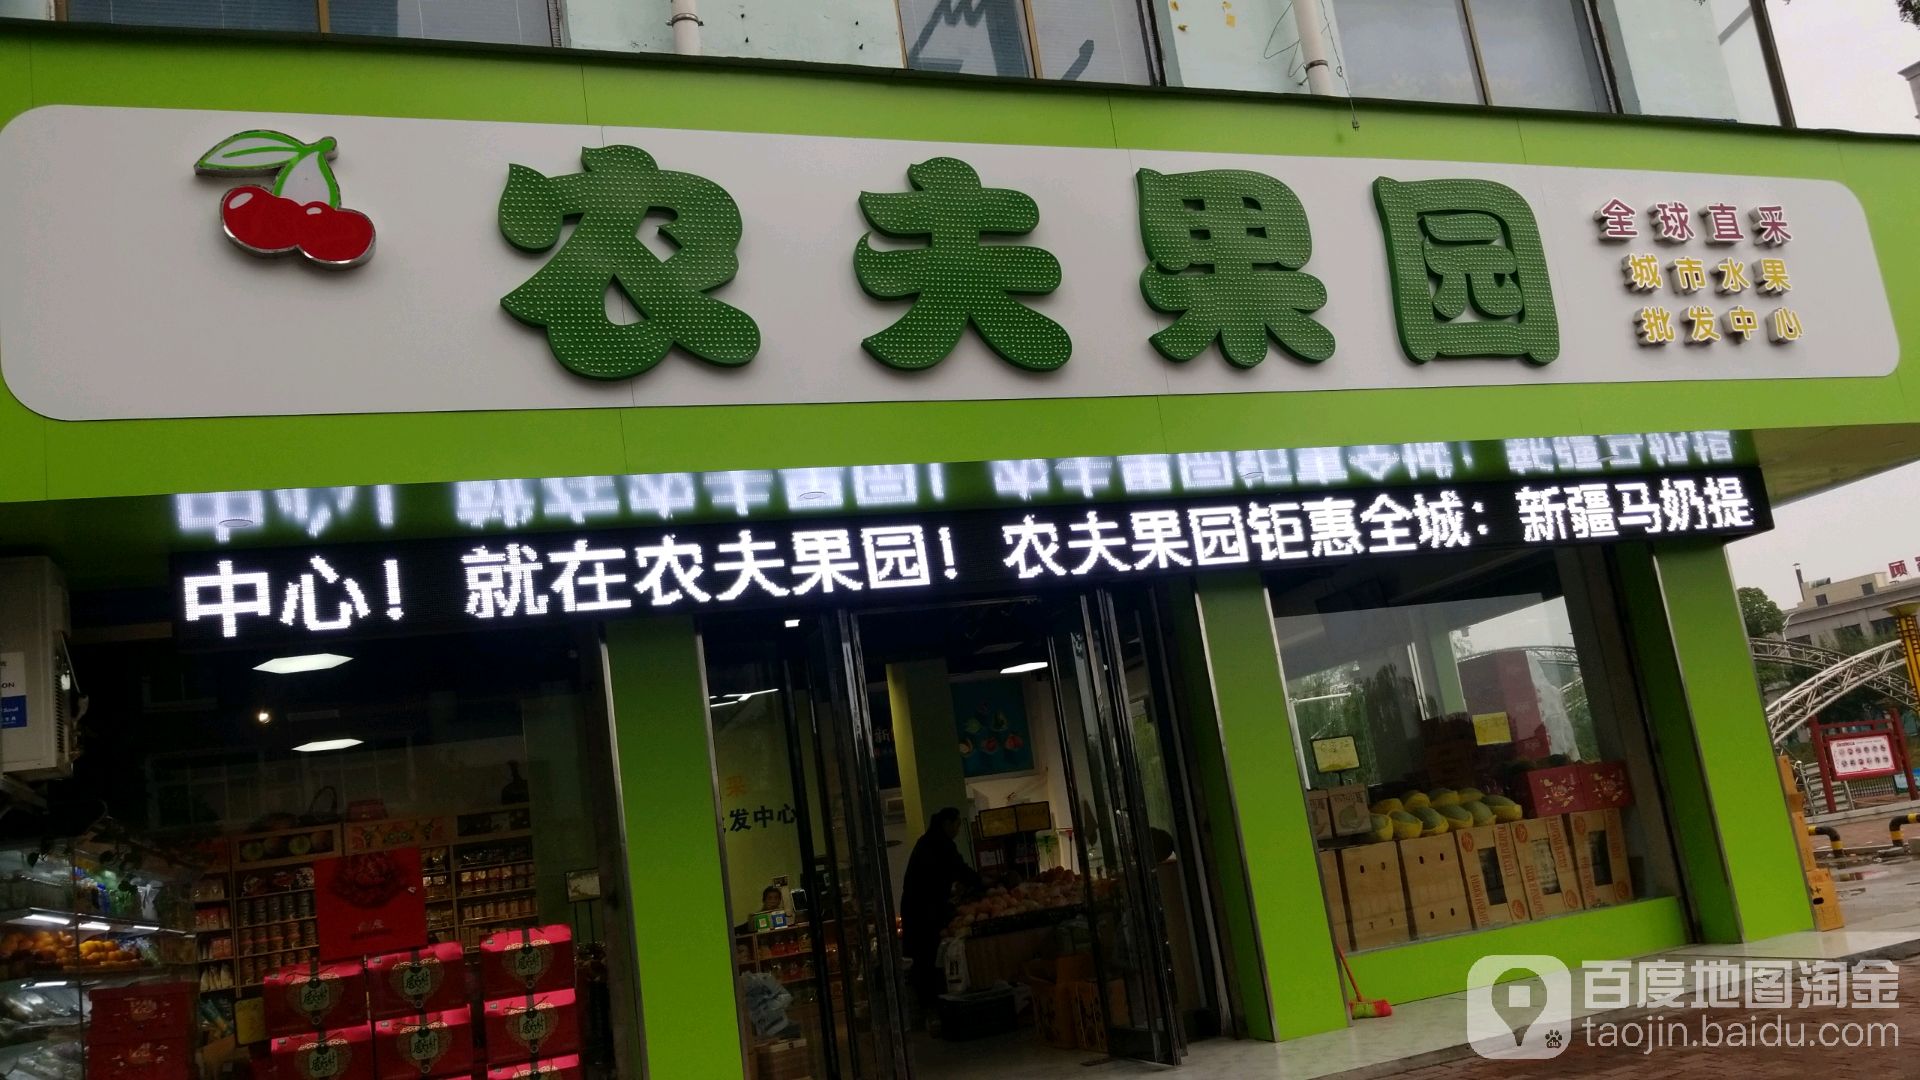 农夫果园
全球直采
城市水果
批发中心
中心！就在农夫果园！农夫果园钜惠全城：新疆马奶提
采
发中心
百度地图淘金
taojin.baidu.com